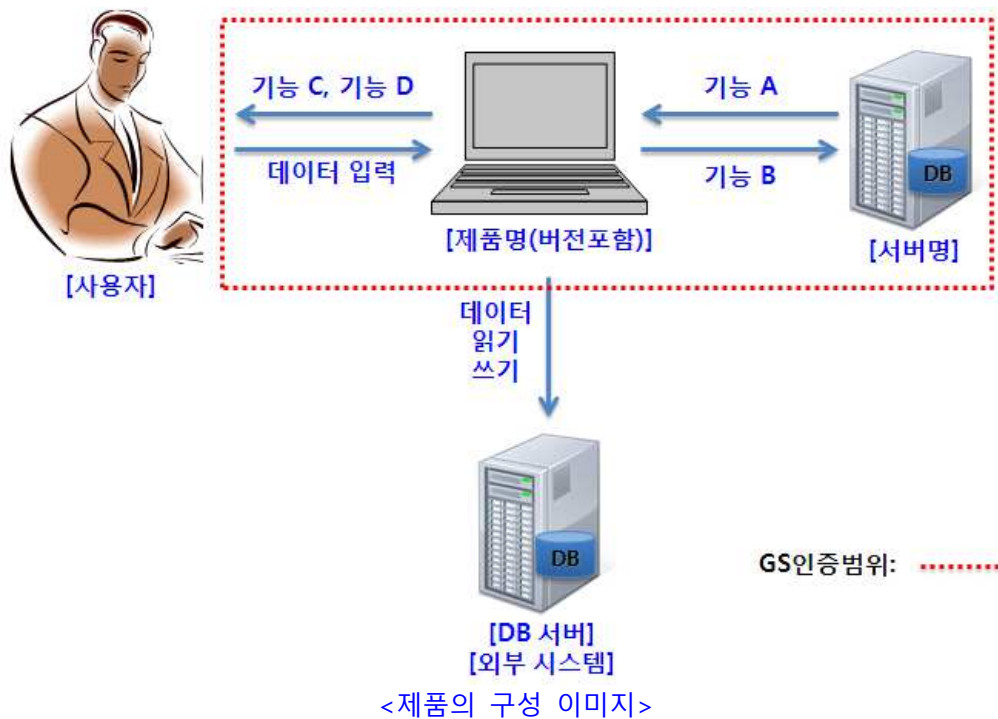 기능 C, 기능 D
기능 A
데이터 입력
기능 B
DB
[제품명(버전포함)]
[서버명]
[사용자]
데이터
읽기
쓰기
DB
GS인증범위:
[DB 서버]
[외부 시스템]
<제품의 구성 이미지>